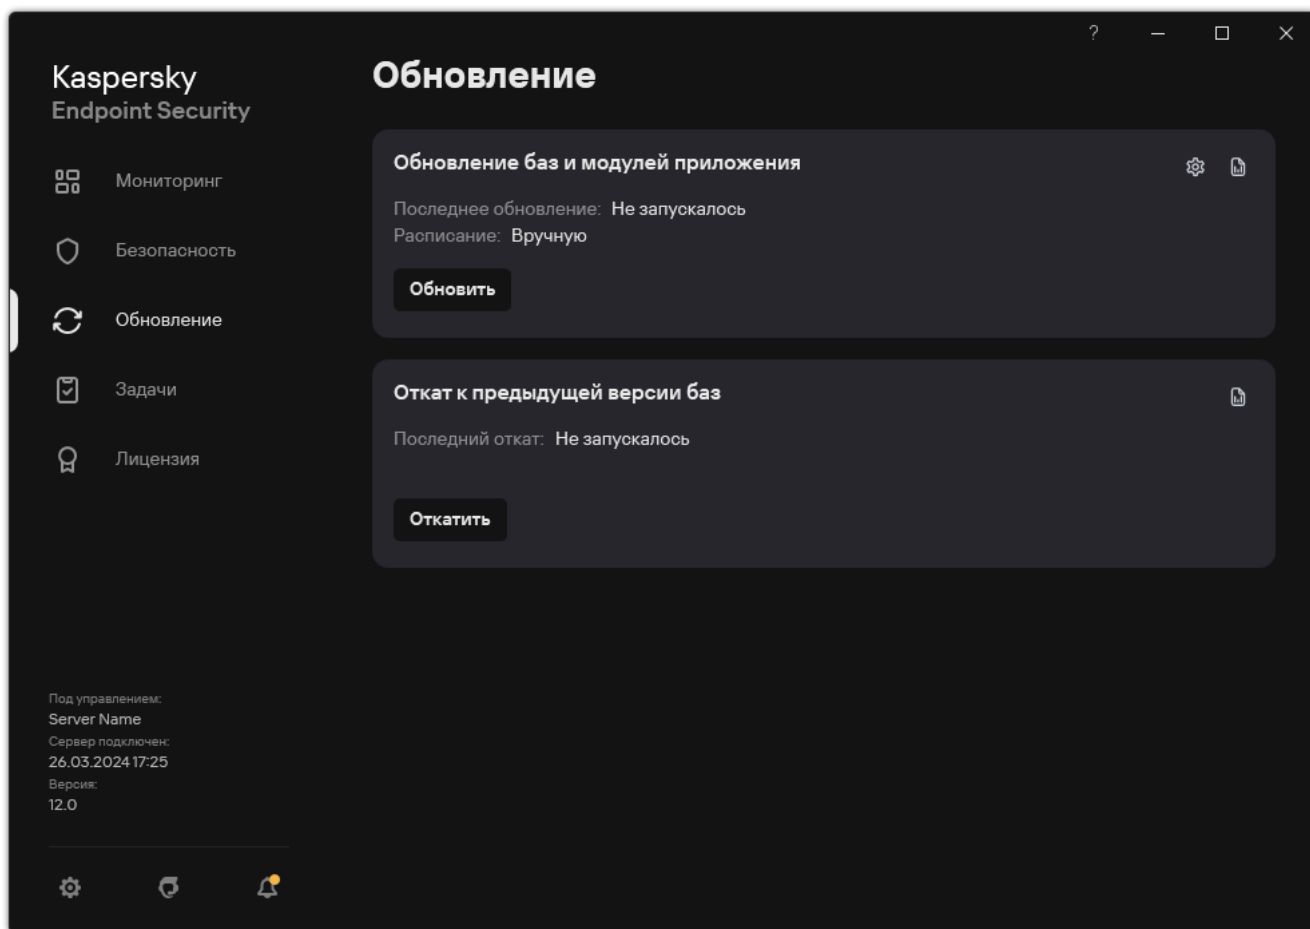 ?
Kaspersky
Endpoint Security
Мониторинг
Безопасность
Обновление
Задачи
Лицензия
Под управлением:
Server Name
Сервер подключен:
26.03.2024 17:25
Версия:
12.0
Обновление
Обновление баз и модулей приложения
Последнее обновление: Не запускалось
Расписание: Вручную
Обновить
Откат к предыдущей версии баз
Последний откат: Не запускалось
Откатить